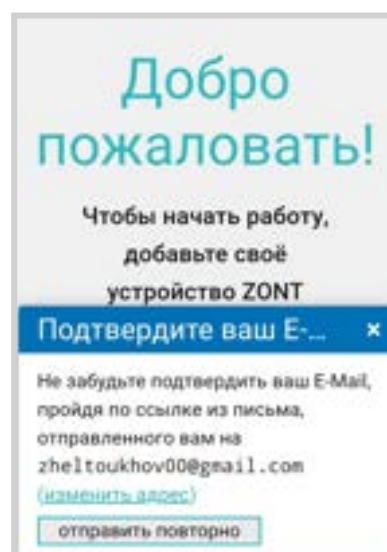 Добро
пожаловать!
Чтобы начать работу,
добавьте своё
устройство ZONT
Подтвердите ваш E-... ×
Не забудьте подтвердить ваш E-Mail,
пройдя по ссылке из письма,
отправленного вам на
zheltoukhov00@gmail.com
(изменить адрес)
отправить повторно